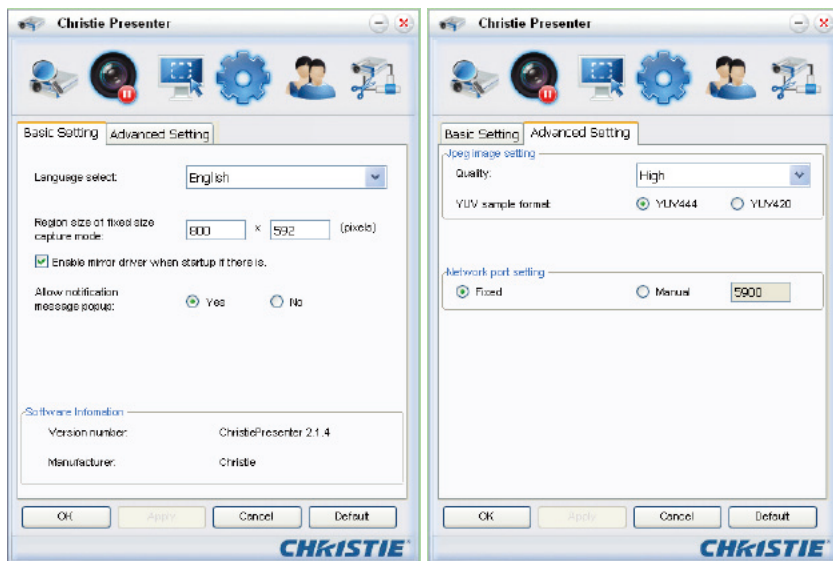 Christie Presenter
Basic Setting
Advanced Setting
Language select:
English
Region size of fixed size
capture mode:
800 x 592 (pixels)
Enable mirror driver when startup if there is.
Allow notification
message popup:
Yes
No
Software Infomation
Version number:
ChristiePresenter 2.1.4
Manufacturer:
Christie
OK
Apply
Cancel
Default
CHRISTIE
Christie Presenter
Basic Setting
Advanced Setting
Jpeg image setting
Quality:
High
YUV sample format:
YUV444
YUV420
Network port setting
Fixed
Manual
5900
OK
Apply
Cancel
Default
CHRISTIE